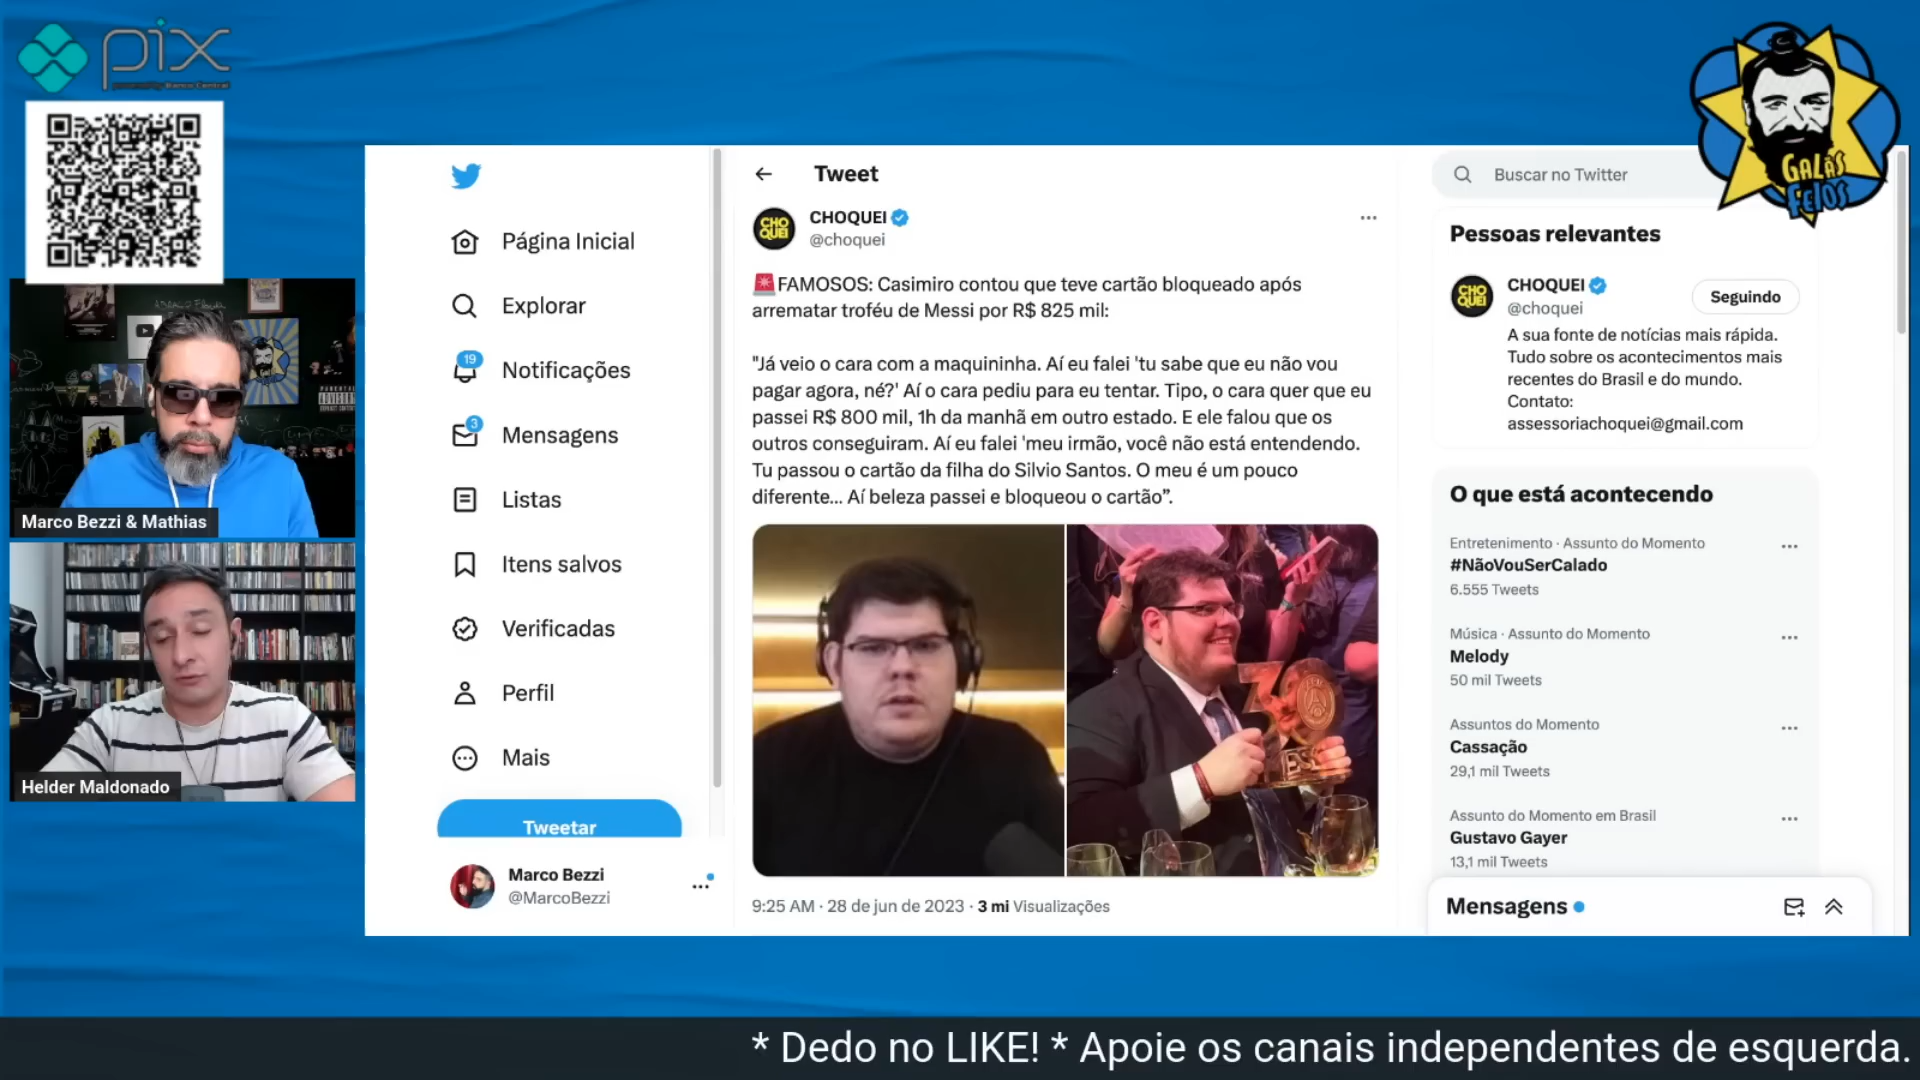 pix
powered by Banco Central
GALÃS
FEIOS
Marco Bezzi & Mathias
Helder Maldonado
Página Inicial
Explorar
19
Notificações
3
Mensagens
Listas
Itens salvos
Verificadas
Perfil
Mais
Tweetar
Marco Bezzi
@MarcoBezzi
Tweet
CHO
QUEI
CHOQUEI
@choquei
FAMOSOS: Casimiro contou que teve cartão bloqueado após
arrematar troféu de Messi por R$ 825 mil:
"Já veio o cara com a maquininha. Aí eu falei 'tu sabe que eu não vou
pagar agora, né?' Aí o cara pediu para eu tentar. Tipo, o cara quer que eu
passei R$ 800 mil, 1h da manhã em outro estado. E ele falou que os
outros conseguiram. Aí eu falei 'meu irmão, você não está entendendo.
Tu passou o cartão da filha do Silvio Santos. O meu é um pouco
diferente... Aí beleza passei e bloqueou o cartão”.
30
9:25 AM · 28 de jun de 2023 · 3 mi Visualizações
Buscar no Twitter
Pessoas relevantes
CHO
QUEI
CHOQUEI
@choquei
Seguindo
A sua fonte de notícias mais rápida.
Tudo sobre os acontecimentos mais
recentes do Brasil e do mundo.
Contato:
assessoriachoquei@gmail.com
O que está acontecendo
Entretenimento · Assunto do Momento
#NãoVouSerCalado
6.555 Tweets
Música · Assunto do Momento
Melody
50 mil Tweets
Assuntos do Momento
Cassação
29,1 mil Tweets
Assunto do Momento em Brasil
Gustavo Gayer
13,1 mil Tweets
Mensagens
* Dedo no LIKE! * Apoie os canais independentes de esquerda.